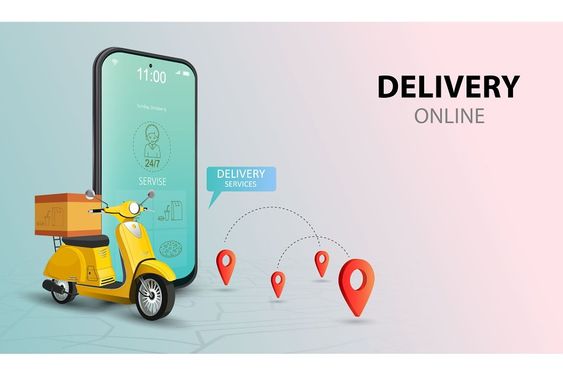 DELIVERY
ONLINE
11:00
24/7
SERVISE
DELIVERY
SERVICES